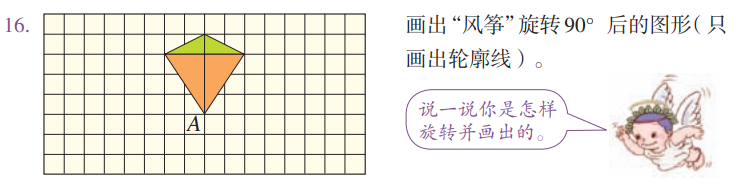 16.
A
画出“风筝”旋转90°后的图形(只
画出轮廓线)。
说一说你是怎样
旋转并画出的。